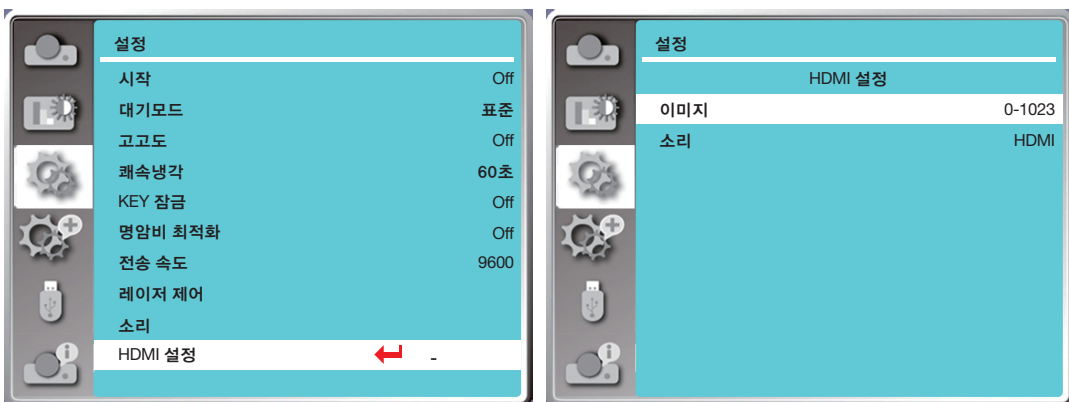 설정
시작 Off
대기모드 표준
고고도 Off
쾌속냉각 60초
KEY 잠금 Off
명암비 최적화 Off
전송 속도 9600
레이저 제어
소리
HDMI 설정 -
설정
HDMI 설정
이미지 0-1023
소리 HDMI